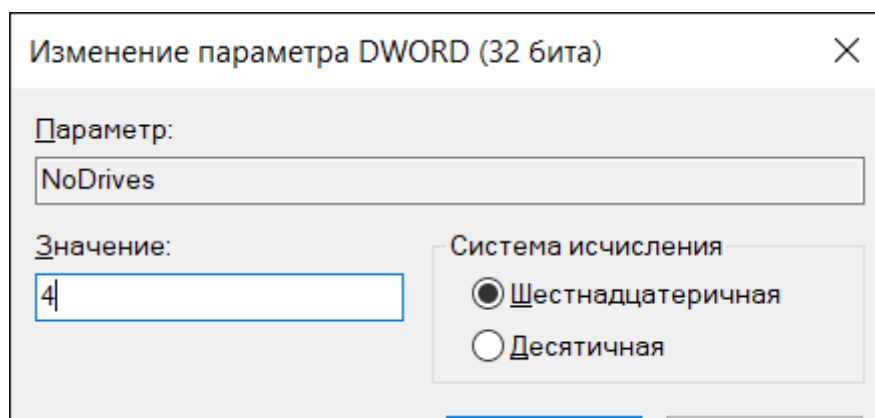 Изменение параметра DWORD (32 бита)
Параметр:
NoDrives
Значение:
4
Система исчисления
Шестнадцатеричная
Десятичная